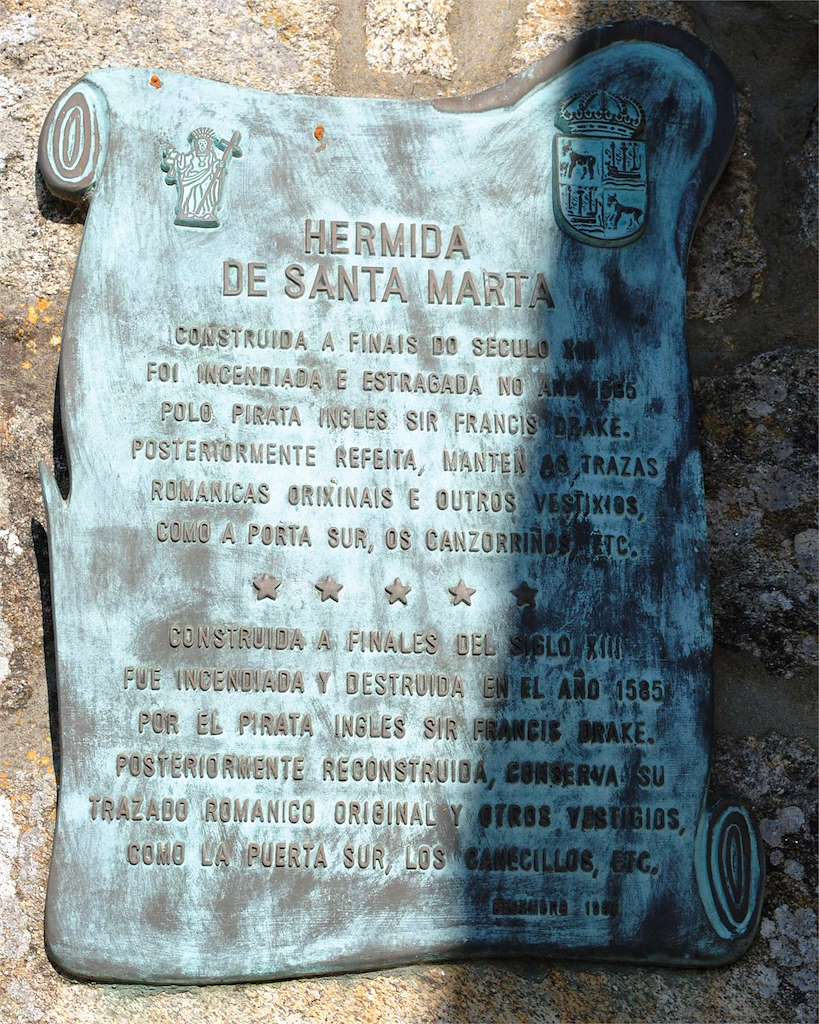 HERMIDA
DE SANTA MARTA
CONSTRUIDA A FINAIS DO SECULO XIII
FOI INCENDIADA E ESTRAGADA NO ANO 1585
POLO PIRATA INGLES SIR FRANCIS DRAKE.
POSTERIORMENTE REFEITA, MANTEN AS TRAZAS
ROMANICAS ORIXINAIS E OUTROS VESTIXIOS,
COMO A PORTA SUR, OS CANZORRIÑOS, ETC.
CONSTRUIDA A FINALES DEL SIGLO XIII
FUE INCENDIADA Y DESTRUIDA EN EL AÑO 1585
POR EL PIRATA INGLES SIR FRANCIS DRAKE.
POSTERIORMENTE RECONSTRUIDA, CONSERVA SU
TRAZADO ROMANICO ORIGINAL Y OTROS VESTIGIOS,
COMO LA PUERTA SUR, LOS CANECILLOS, ETC.